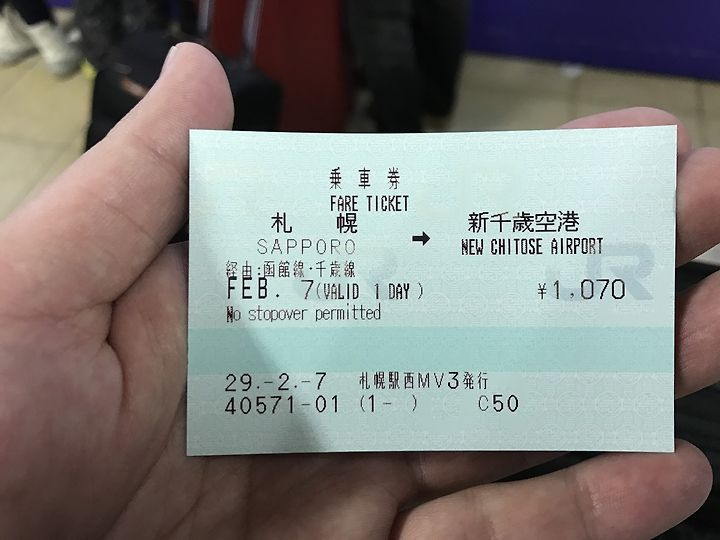 乗車券
FARE TICKET
札幌 → 新千歳空港
SAPPORO NEW CHITOSE AIRPORT
経由:函館線・千歳線
FEB. 7(VALID 1 DAY) ¥1,070
No stopover permitted
JR
29.-2.-7 札幌駅西MV3発行
40571-01 (1- ) C50